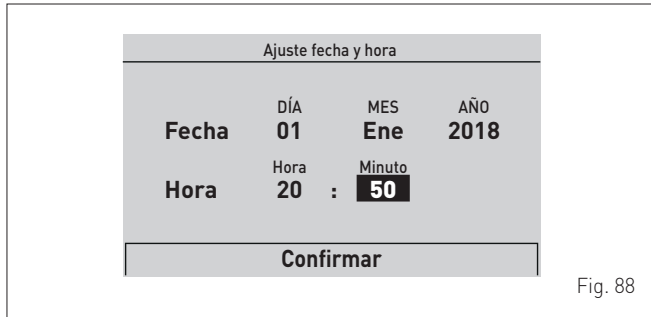 Ajuste fecha y hora
DÍA MES AÑO
Fecha 01 Ene 2018
Hora Minuto
Hora 20 : 50
Confirmar
Fig. 88